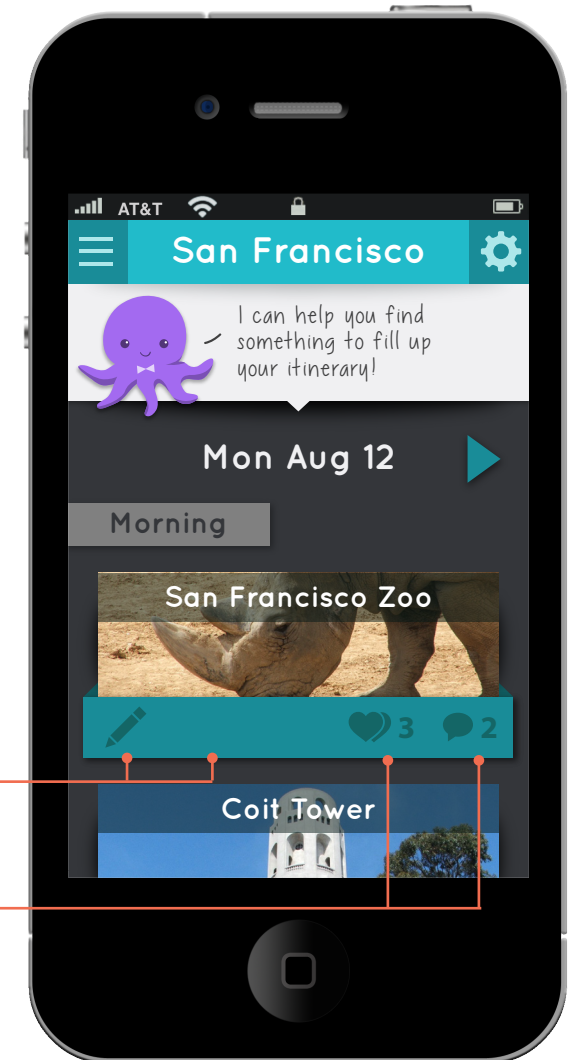 AT&T
San Francisco
I can help you find
something to fill up
your itinerary!
Mon Aug 12
Morning
San Francisco Zoo
3 2
Coit Tower